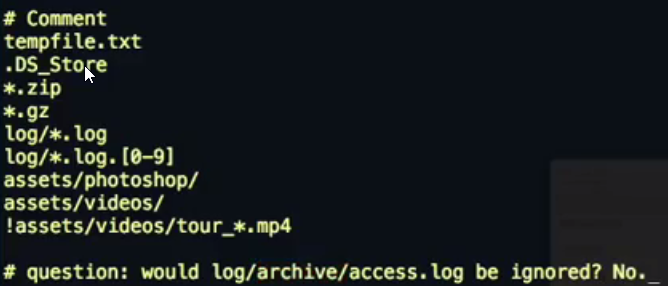 # Comment
tempfile.txt
.DS_Store
*.zip
*.gz
log/*.log
log/*.log.[0-9]
assets/photoshop/
assets/videos/
!assets/videos/tour_*.mp4
# question: would log/archive/access.log be ignored? No._